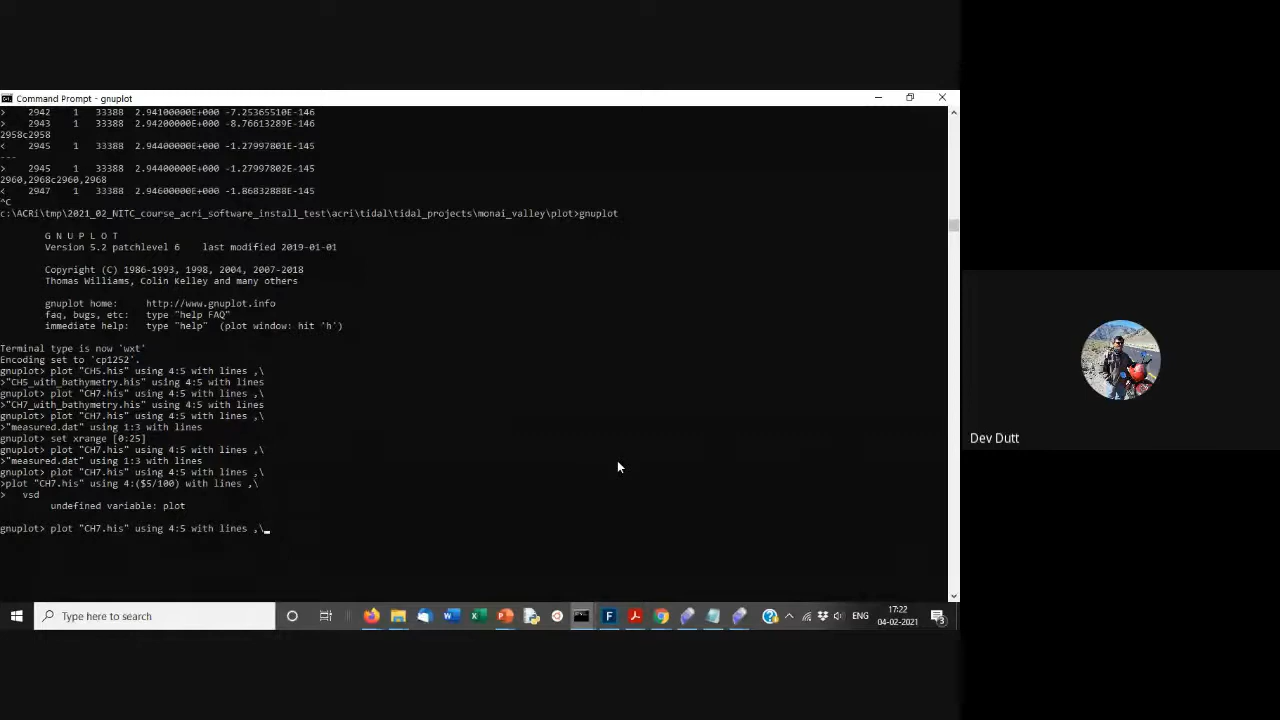 Command Prompt - gnuplot
> 2942 1 33388 2.94100000E+000 -7.25365510E-146
> 2943 1 33388 2.94200000E+000 -8.76613289E-146
2958c2958
< 2945 1 33388 2.94400000E+000 -1.27997801E-145
---
> 2945 1 33388 2.94400000E+000 -1.27997802E-145
2960,2968c2960,2968
< 2947 1 33388 2.94600000E+000 -1.86832888E-145
^C
c:\ACRi\tmp\2021_02_NITC_course_acri_software_install_test\acri\tidal\tidal_projects\monai_valley\plot>gnuplot
G N U P L O T
Version 5.2 patchlevel 6 last modified 2019-01-01
Copyright (C) 1986-1993, 1998, 2004, 2007-2018
Thomas Williams, Colin Kelley and many others
gnuplot home: http://www.gnuplot.info
faq, bugs, etc: type "help FAQ"
immediate help: type "help" (plot window: hit 'h')
Terminal type is now 'wxt'
Encoding set to 'cp1252'.
gnuplot> plot "CH5.his" using 4:5 with lines ,\
>"CH5_with_bathymetry.his" using 4:5 with lines
gnuplot> plot "CH7.his" using 4:5 with lines ,\
>"CH7_with_bathymetry.his" using 4:5 with lines
gnuplot> plot "CH7.his" using 4:5 with lines ,\
>"measured.dat" using 1:3 with lines
gnuplot> set xrange [0:25]
gnuplot> plot "CH7.his" using 4:5 with lines ,\
>"measured.dat" using 1:3 with lines
gnuplot> plot "CH7.his" using 4:5 with lines ,\
>plot "CH7.his" using 4:($5/100) with lines ,\
> vsd
undefined variable: plot
gnuplot> plot "CH7.his" using 4:5 with lines ,\
Dev Dutt
Type here to search
ENG
17:22
04-02-2021
3